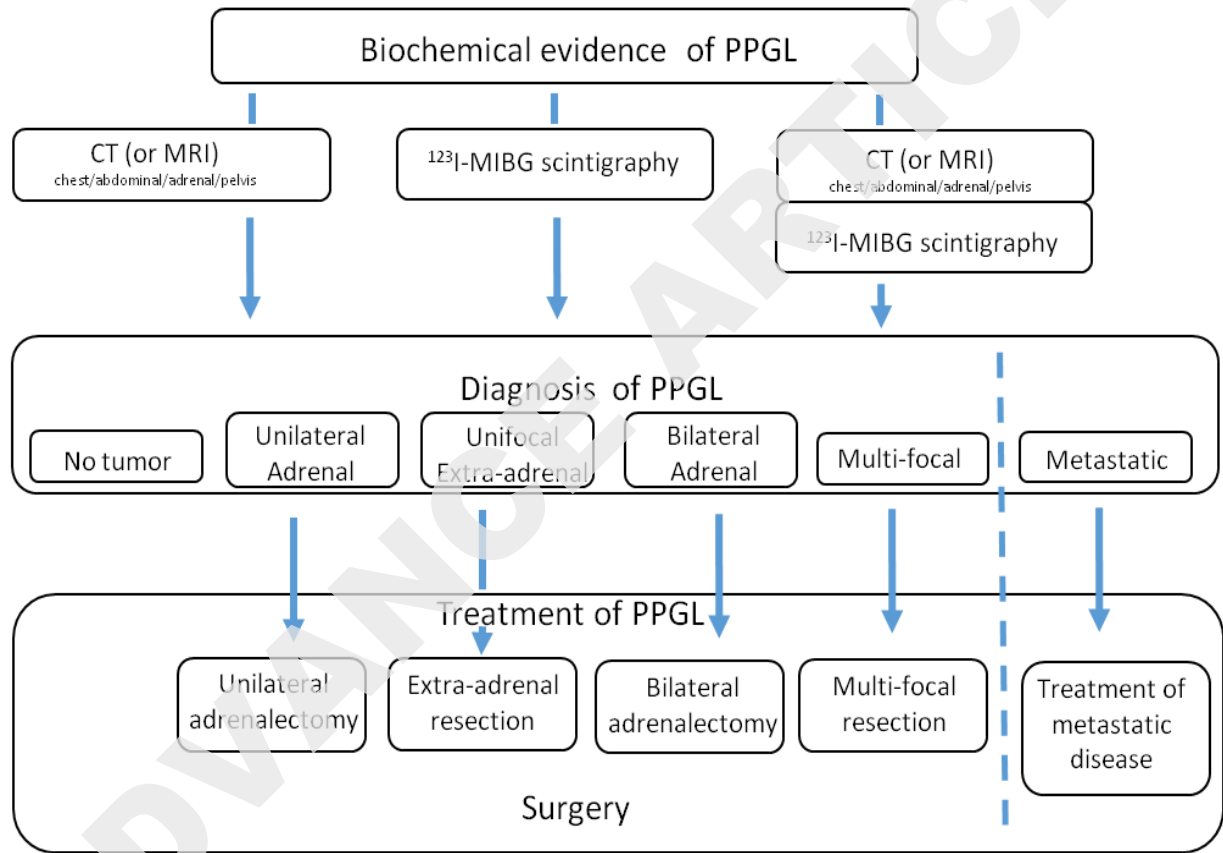 Biochemical evidence of PPGL
CT (or MRI)
chest/abdominal/adrenal/pelvis
¹²³I-MIBG scintigraphy
CT (or MRI)
chest/abdominal/adrenal/pelvis
¹²³I-MIBG scintigraphy
Diagnosis of PPGL
No tumor
Unilateral
Adrenal
Unifocal
Extra-adrenal
Bilateral
Adrenal
Multi-focal
Metastatic
Treatment of PPGL
Unilateral
adrenalectomy
Extra-adrenal
resection
Bilateral
adrenalectomy
Multi-focal
resection
Treatment of
metastatic
disease
Surgery
DVANCE ARTIC